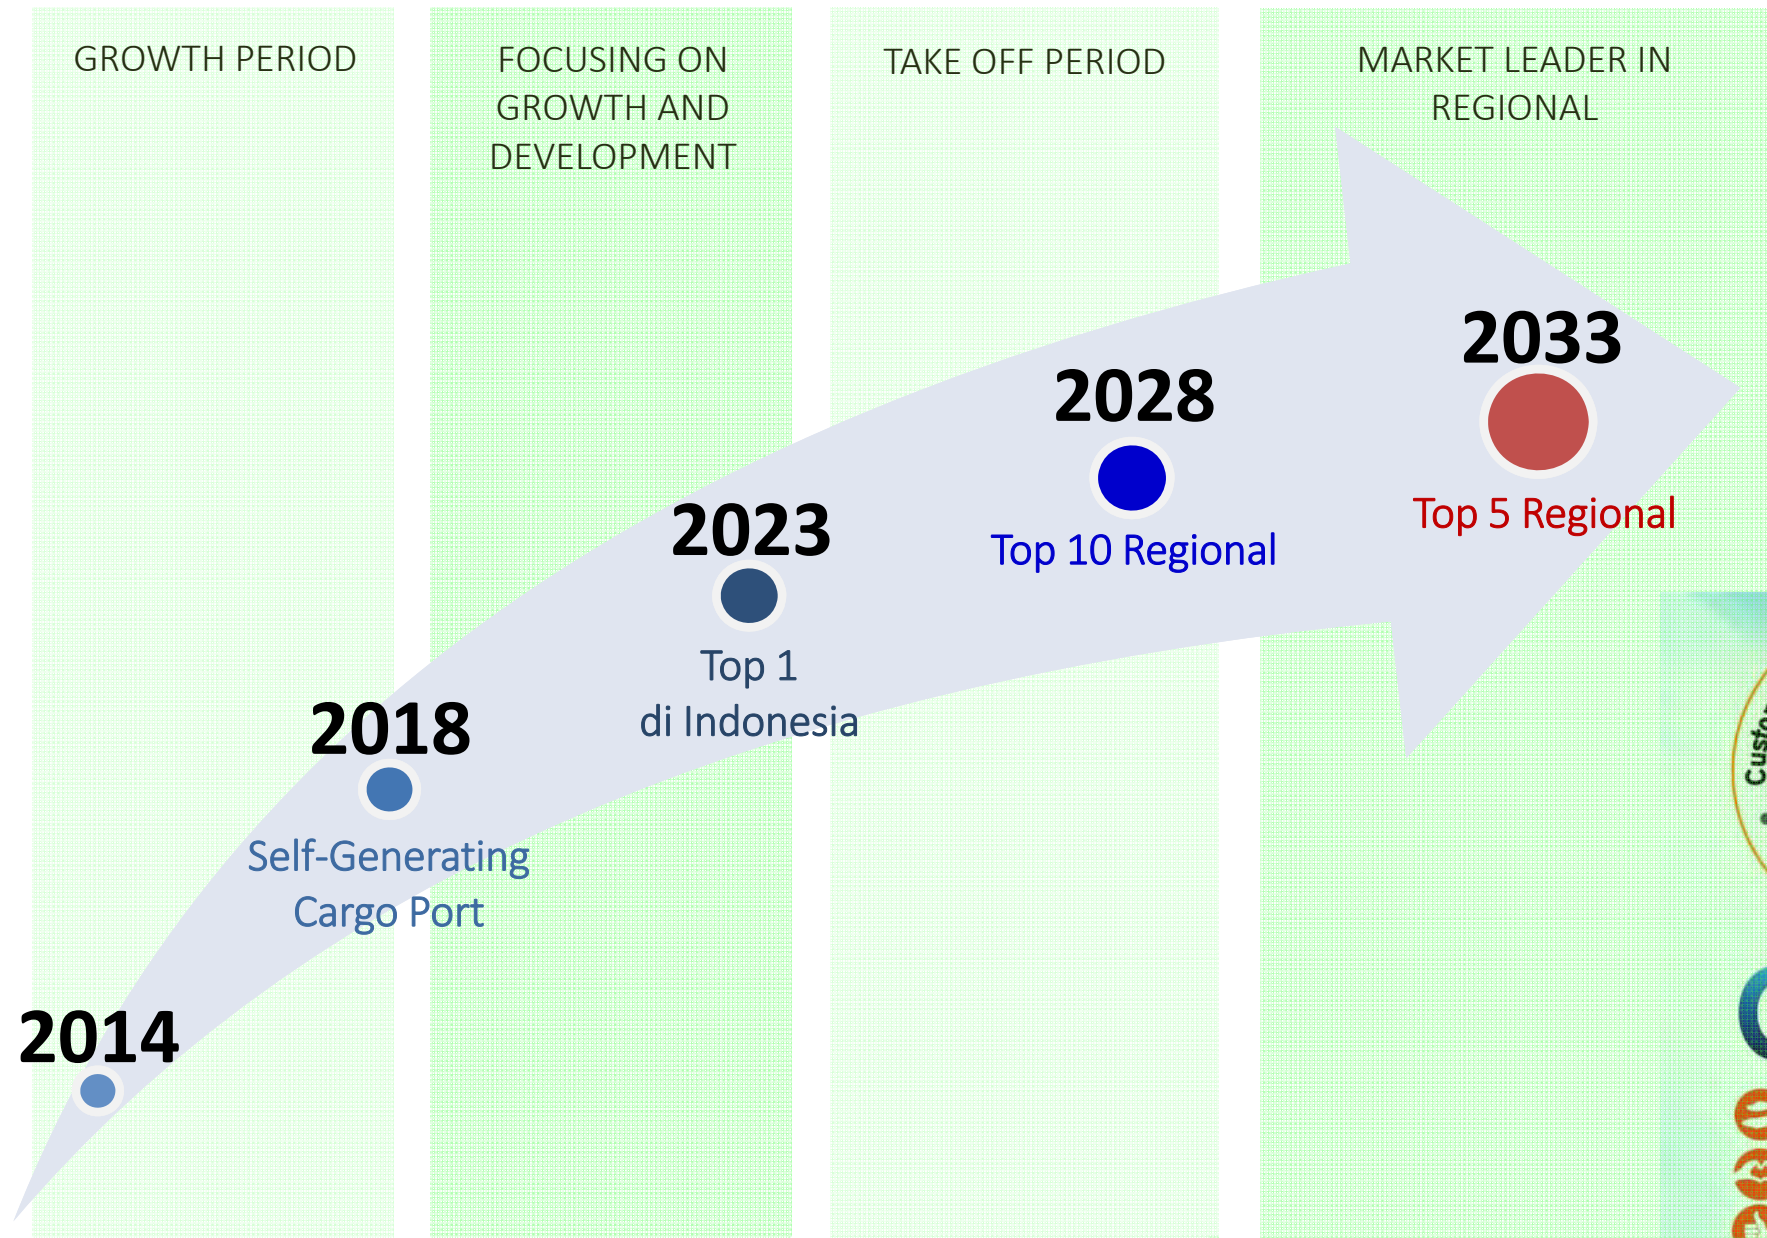 GROWTH PERIOD
FOCUSING ON
GROWTH AND
DEVELOPMENT
TAKE OFF PERIOD
MARKET LEADER IN
REGIONAL
2033
Top 5 Regional
2028
Top 10 Regional
2023
Top 1
di Indonesia
2018
Self-Generating
Cargo Port
2014